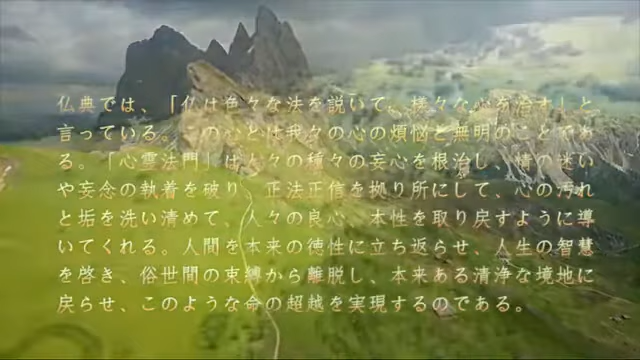 仏典では、「仏は色々な法を説いて、様々な心を治す」と
言っている。この心とは我々の心の煩悩と無明のことであ
る。「心霊法門」は人々の種々の妄心を根治し、情の迷い
や妄念の執着を破り、正法正信を拠り所にして、心の汚れ
と垢を洗い清めて、人々の良心、本性を取り戻すように導
いてくれる。人間を本来の徳性に立ち返らせ、人生の智慧
を啓き、俗世間の束縛から離脱し、本来ある清浄な境地に
戻らせ、このような命の超越を実現するのである。